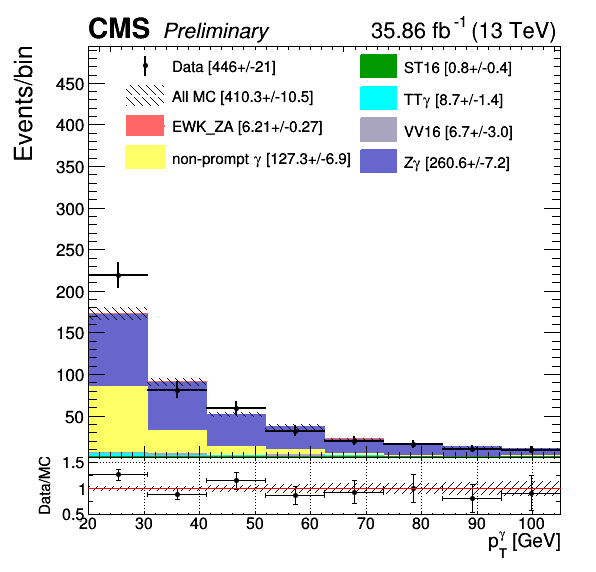 CMS Preliminary 35.86 fb⁻¹ (13 TeV)
Events/bin
Data [446+/-21]
All MC [410.3+/-10.5]
EWK_ZA [6.21+/-0.27]
non-prompt γ [127.3+/-6.9]
ST16 [0.8+/-0.4]
TTγ [8.7+/-1.4]
VV16 [6.7+/-3.0]
Zγ [260.6+/-7.2]
450
400
350
300
250
200
150
100
50
Data/MC
1.5
1
0.5
20 30 40 50 60 70 80 90 100
p_T^γ [GeV]